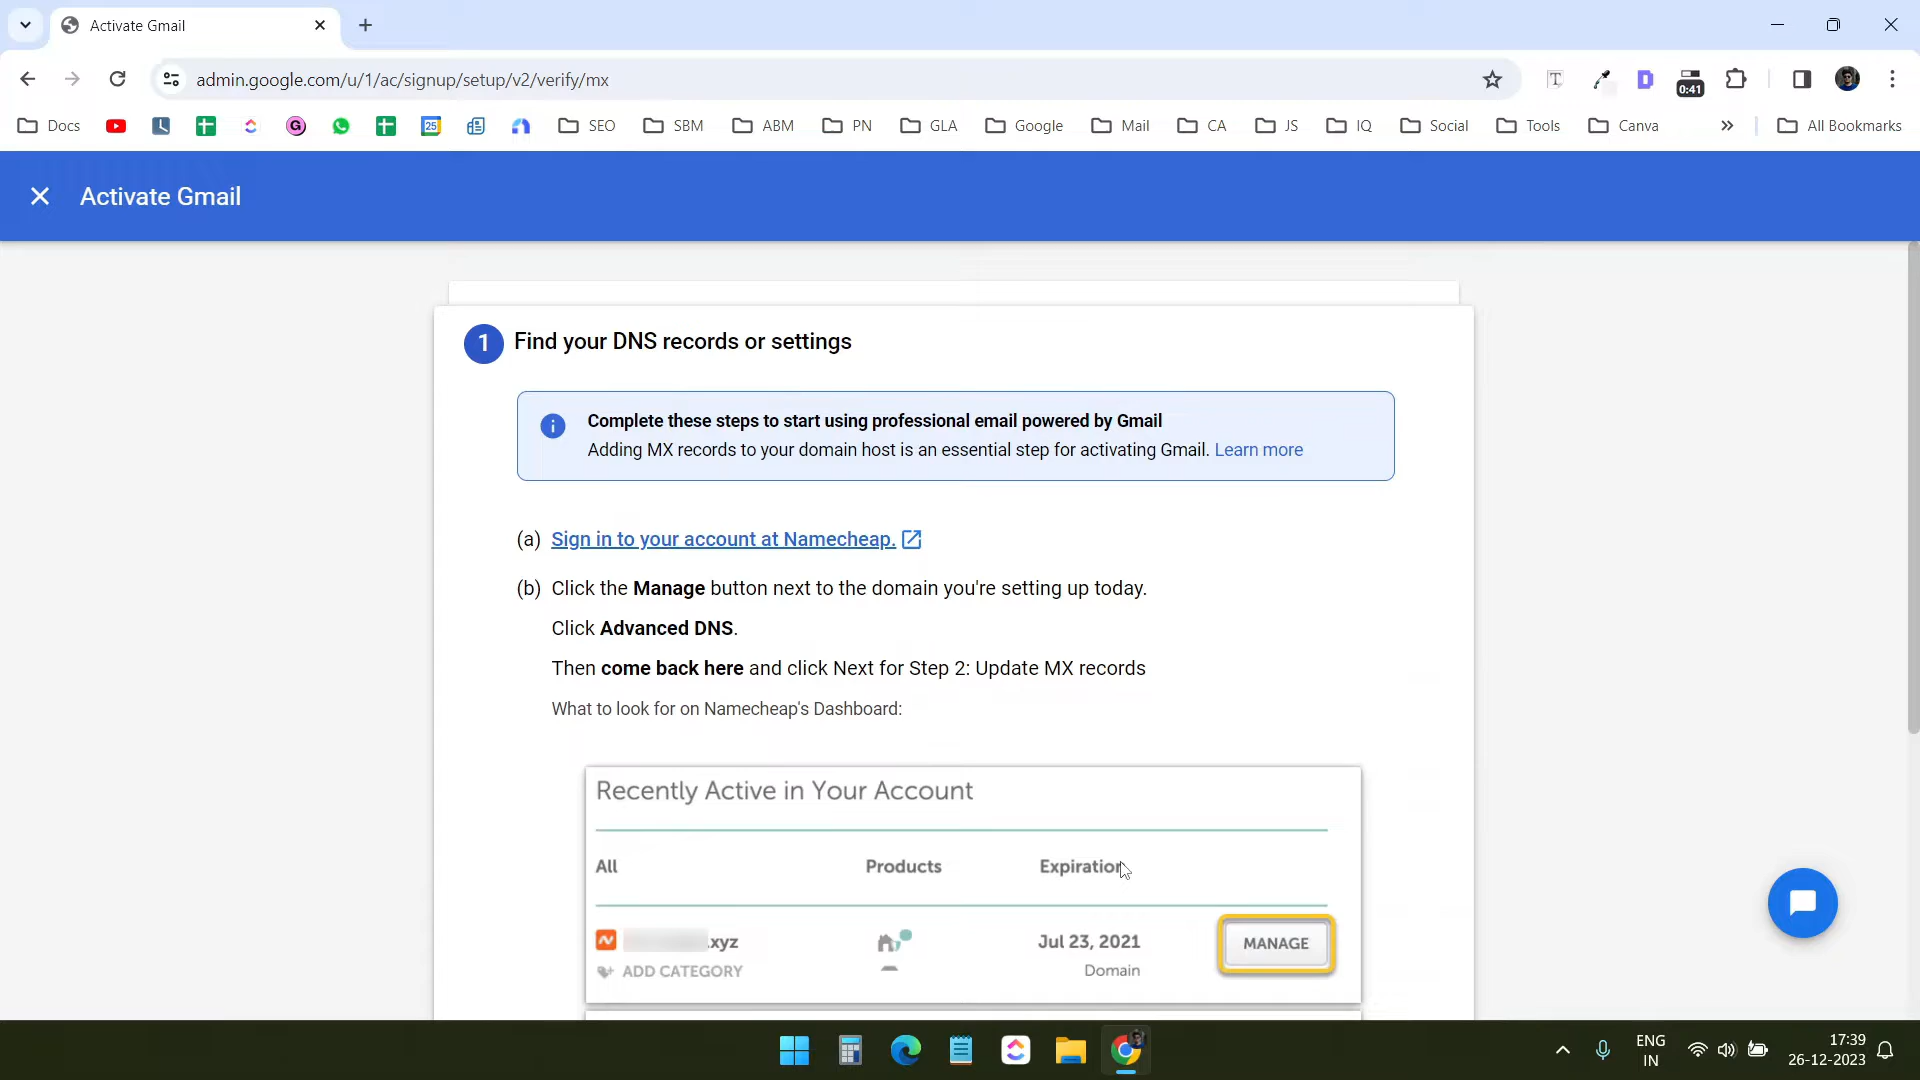 Activate Gmail
admin.google.com/u/1/ac/signup/setup/v2/verify/mx
0:41
Docs
25
SEO
SBM
ABM
PN
GLA
Google
Mail
CA
JS
IQ
Social
Tools
Canva
All Bookmarks
Activate Gmail
1 Find your DNS records or settings
Complete these steps to start using professional email powered by Gmail
Adding MX records to your domain host is an essential step for activating Gmail. Learn more
(a) Sign in to your account at Namecheap.
(b) Click the Manage button next to the domain you're setting up today.
Click Advanced DNS.
Then come back here and click Next for Step 2: Update MX records
What to look for on Namecheap's Dashboard:
Recently Active in Your Account
All Products Expiration
.xyz Jul 23, 2021 MANAGE
ADD CATEGORY Domain
ENG
IN
17:39
26-12-2023